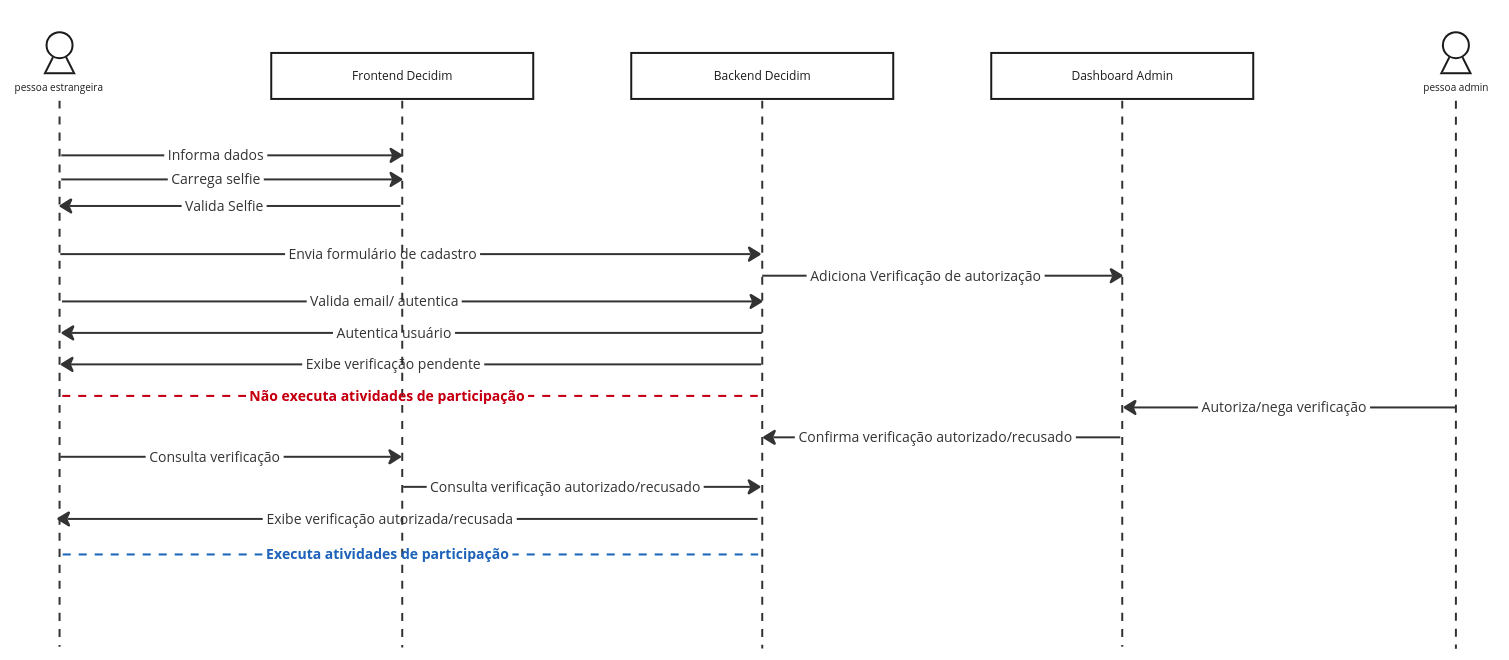 pessoa estrangeira
Frontend Decidim
Backend Decidim
Dashboard Admin
pessoa admin
Informa dados
Carrega selfie
Valida Selfie
Envia formulário de cadastro
Adiciona Verificação de autorização
Valida email/ autentica
Autentica usuário
Exibe verificação pendente
Não executa atividades de participação
Autoriza/nega verificação
Confirma verificação autorizado/recusado
Consulta verificação
Consulta verificação autorizado/recusado
Exibe verificação autorizada/recusada
Executa atividades de participação